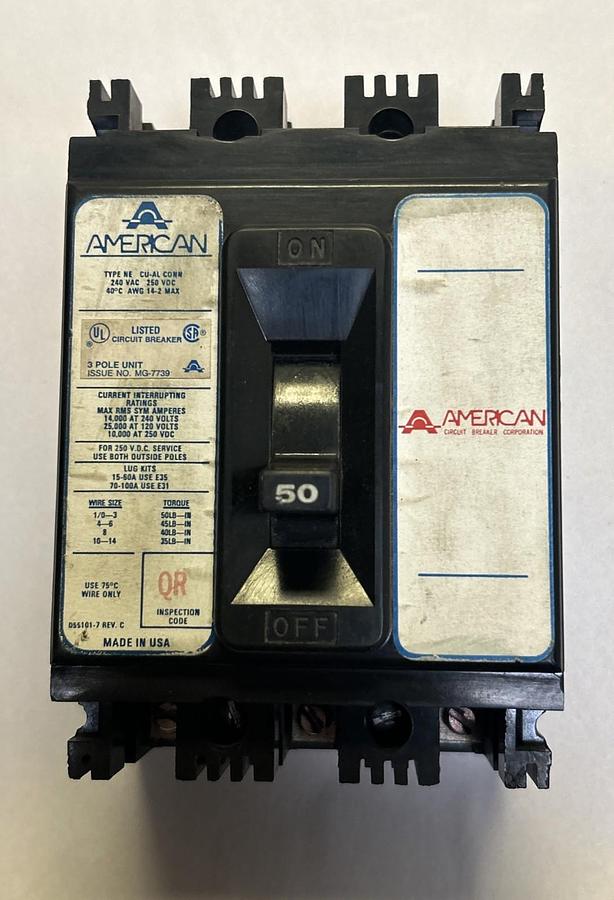 AMERICAN
TYPE NE CU-AL CONN
240 VAC 250 VDC
40°C AWG 14-2 MAX
UL
®
LISTED
CIRCUIT BREAKER
SA
®
3 POLE UNIT
ISSUE NO. MG-7739
CURRENT INTERRUPTING
RATINGS
MAX RMS SYM AMPERES
14,000 AT 240 VOLTS
25,000 AT 120 VOLTS
10,000 AT 250 VDC
FOR 250 V.D.C. SERVICE
USE BOTH OUTSIDE POLES
LUG KITS
15-60A USE E35
70-100A USE E31
WIRE SIZE TORQUE
1/0—3 50LB—IN
4—6 45LB—IN
8 40LB—IN
10—14 35LB—IN
USE 75°C
WIRE ONLY
QR
INSPECTION
CODE
D55101-7 REV. C
MADE IN USA
ON
50
OFF
AMERICAN
CIRCUIT BREAKER CORPORATION